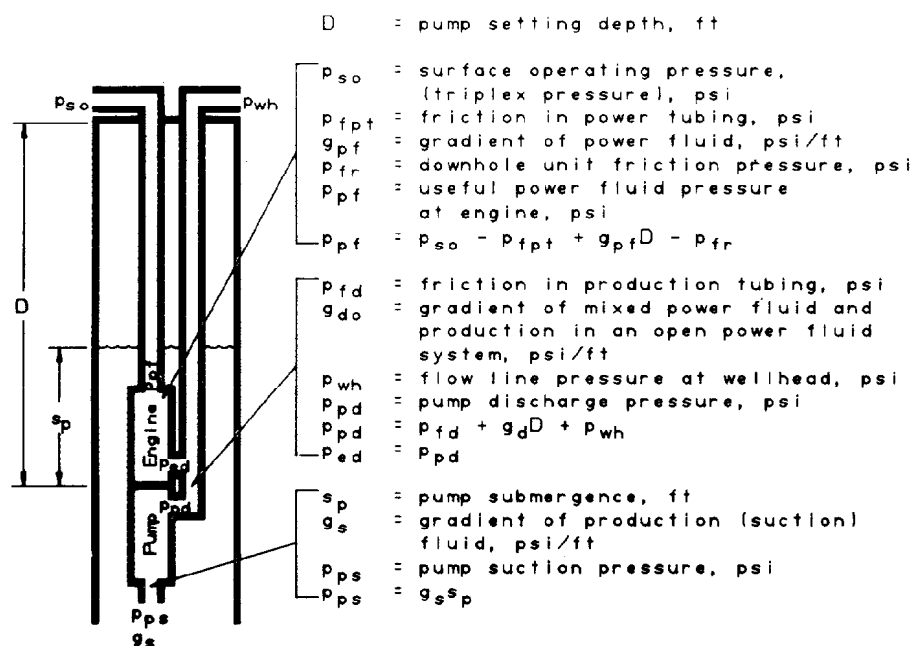 D = pump setting depth, ft
p_so = surface operating pressure,
(triplex pressure), psi
p_fpt = friction in power tubing, psi
g_pf = gradient of power fluid, psi/ft
p_fr = downhole unit friction pressure, psi
p_pf = useful power fluid pressure
at engine, psi
p_pf = p_so - p_fpt + g_pf D - p_fr
p_fd = friction in production tubing, psi
g_do = gradient of mixed power fluid and
production in an open power fluid
system, psi/ft
p_wh = flow line pressure at wellhead, psi
p_pd = pump discharge pressure, psi
p_pd = p_fd + g_d D + p_wh
p_ed = p_pd
s_p = pump submergence, ft
g_s = gradient of production (suction)
fluid, psi/ft
p_ps = pump suction pressure, psi
p_ps = g_s s_p
p_so
p_wh
D
s_p
p_pf
Engine
p_ed
p_pd
Pump
p_ps
g_s